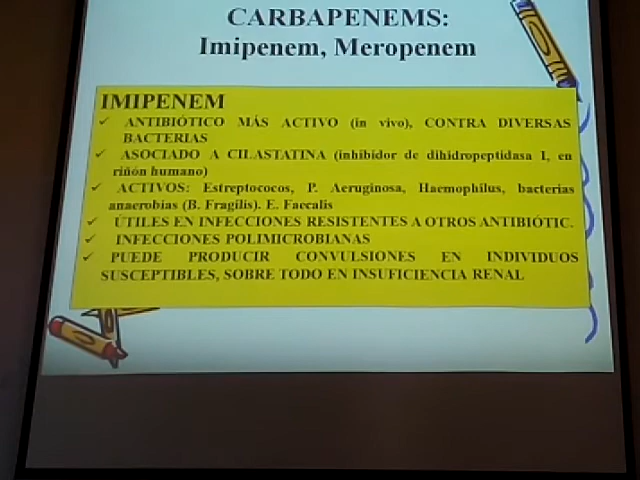 CARBAPENEMS:
Imipenem, Meropenem
IMIPENEM
✓ ANTIBIÓTICO MÁS ACTIVO (in vivo), CONTRA DIVERSAS
BACTERIAS
✓ ASOCIADO A CILASTATINA (inhibidor de dihidropeptidasa I, en
riñón humano)
✓ ACTIVOS: Estreptococos, P. Aeruginosa, Haemophilus, bacterias
anaerobias (B. Fragilis). E. Faecalis
✓ ÚTILES EN INFECCIONES RESISTENTES A OTROS ANTIBIÓTIC.
✓ INFECCIONES POLIMICROBIANAS
✓ PUEDE PRODUCIR CONVULSIONES EN INDIVIDUOS
SUSCEPTIBLES, SOBRE TODO EN INSUFICIENCIA RENAL